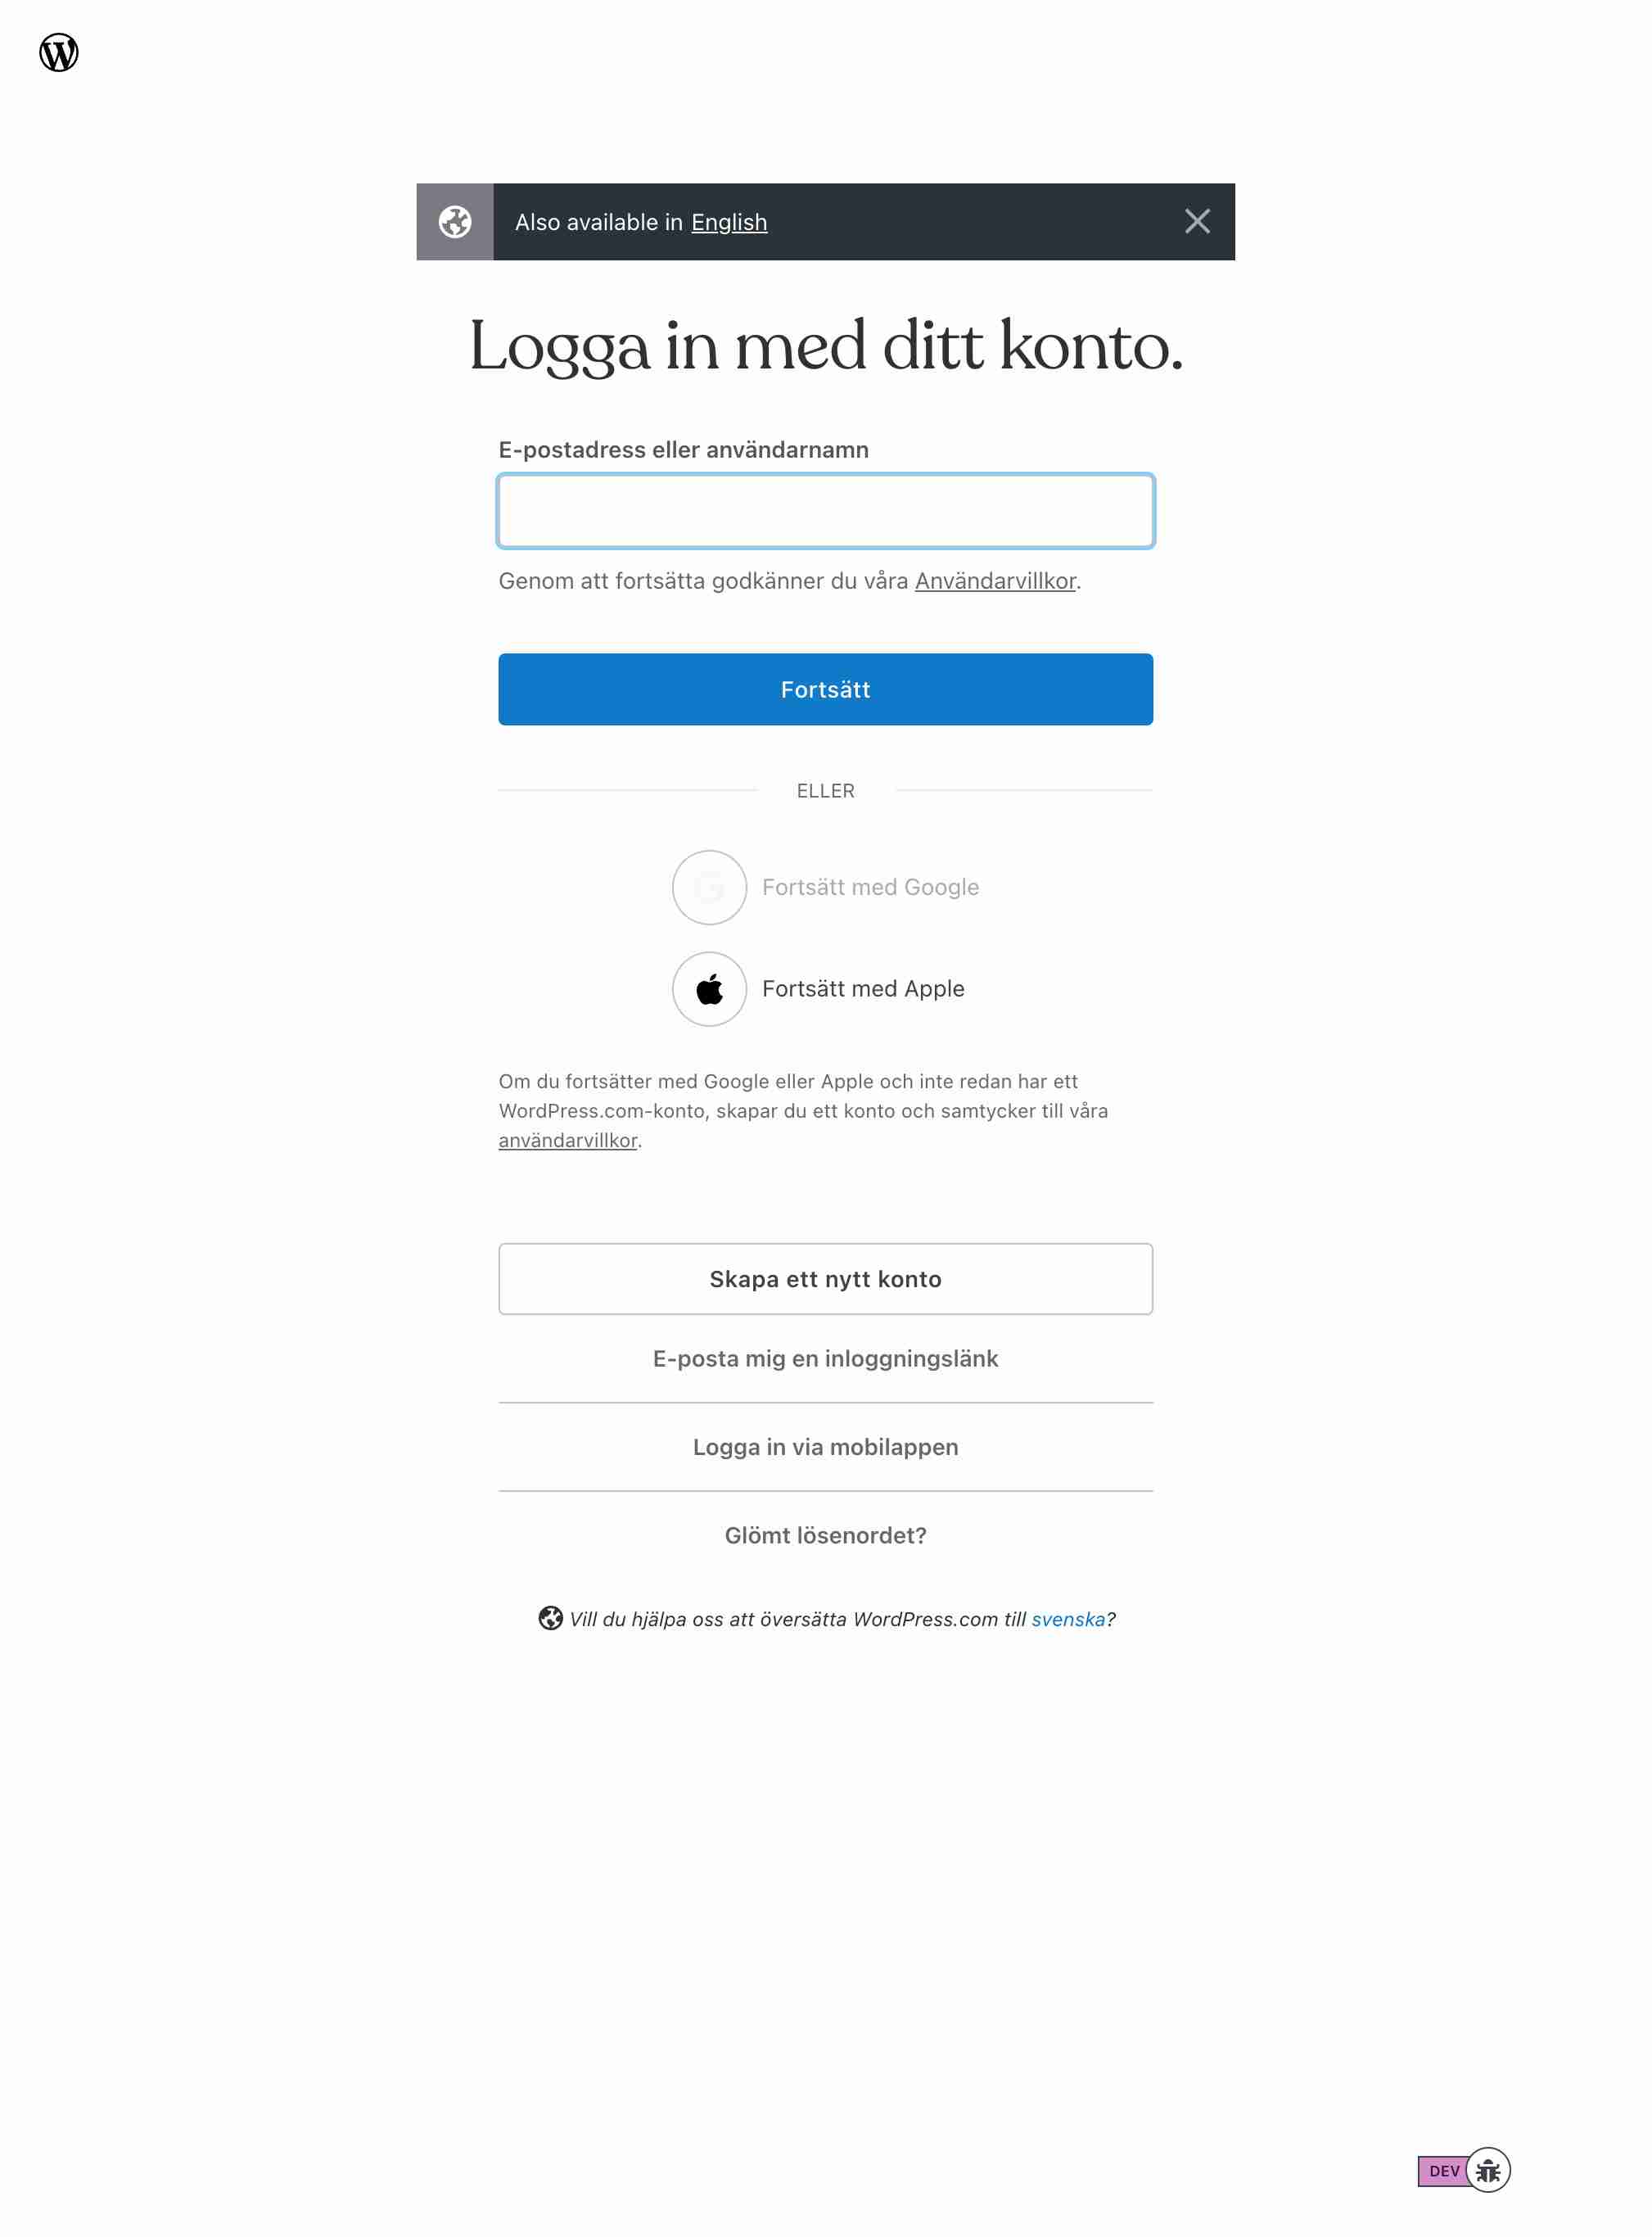 Also available in English
Logga in med ditt konto.
E-postadress eller användarnamn
Genom att fortsätta godkänner du våra Användarvillkor.
Fortsätt
ELLER
Fortsätt med Google
Fortsätt med Apple
Om du fortsätter med Google eller Apple och inte redan har ett
WordPress.com-konto, skapar du ett konto och samtycker till våra
användarvillkor.
Skapa ett nytt konto
E-posta mig en inloggningslänk
Logga in via mobilappen
Glömt lösenordet?
Vill du hjälpa oss att översätta WordPress.com till svenska?
DEV